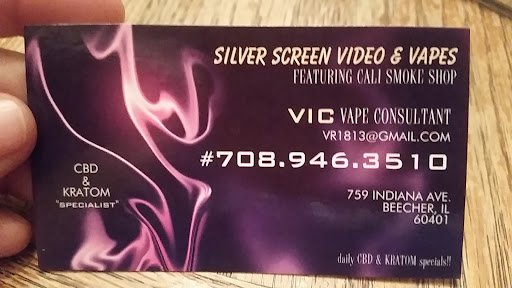 SILVER SCREEN VIDEO & VAPES
FEATURING CALI SMOKE SHOP
VIC VAPE CONSULTANT
VR1813@GMAIL.COM
#708.946.3510
CBD
&
KRATOM
"SPECIALIST"
759 INDIANA AVE.
BEECHER, IL
60401
daily CBD & KRATOM specials!!